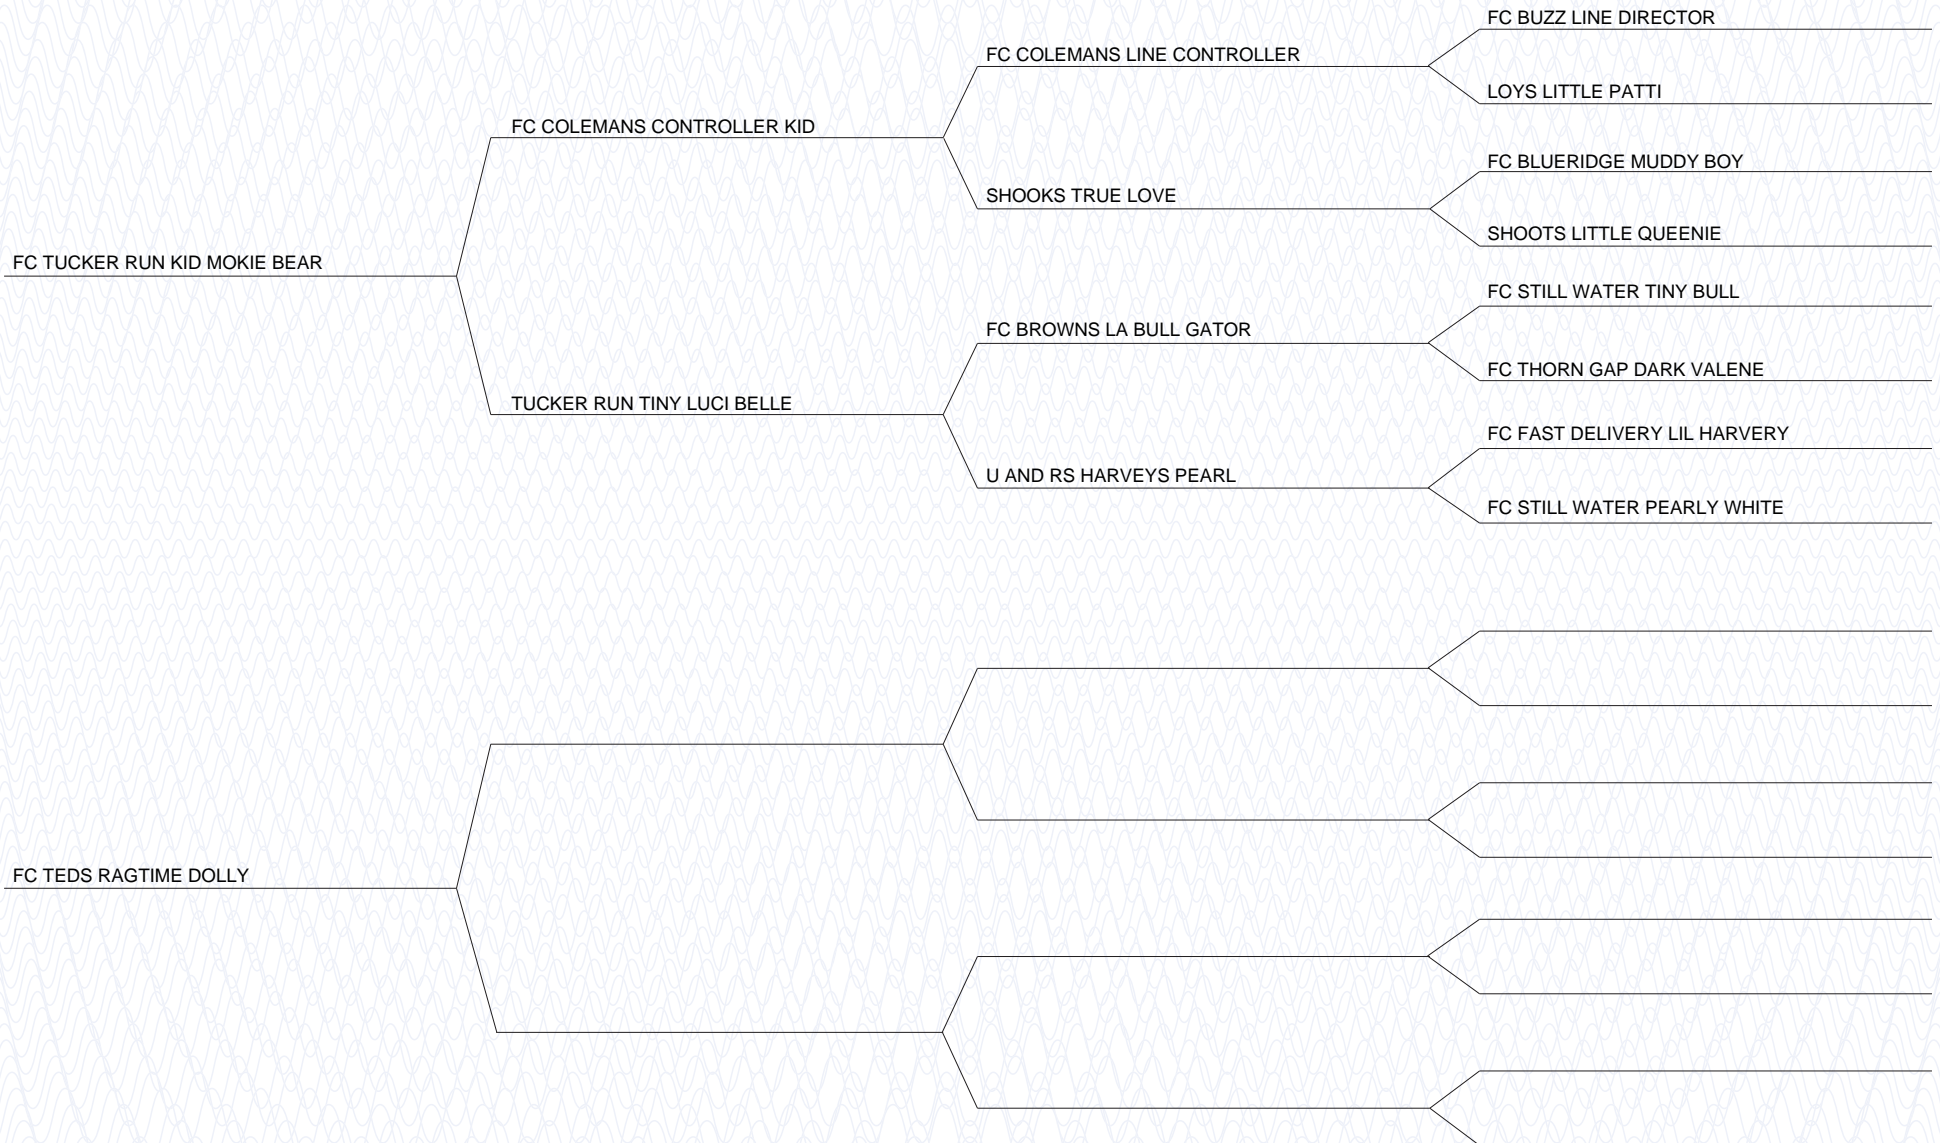 FC BUZZ LINE DIRECTOR
FC COLEMANS LINE CONTROLLER
LOYS LITTLE PATTI
FC COLEMANS CONTROLLER KID
FC BLUERIDGE MUDDY BOY
SHOOKS TRUE LOVE
SHOOTS LITTLE QUEENIE
FC TUCKER RUN KID MOKIE BEAR
FC STILL WATER TINY BULL
FC BROWNS LA BULL GATOR
FC THORN GAP DARK VALENE
TUCKER RUN TINY LUCI BELLE
FC FAST DELIVERY LIL HARVERY
U AND RS HARVEYS PEARL
FC STILL WATER PEARLY WHITE
FC TEDS RAGTIME DOLLY